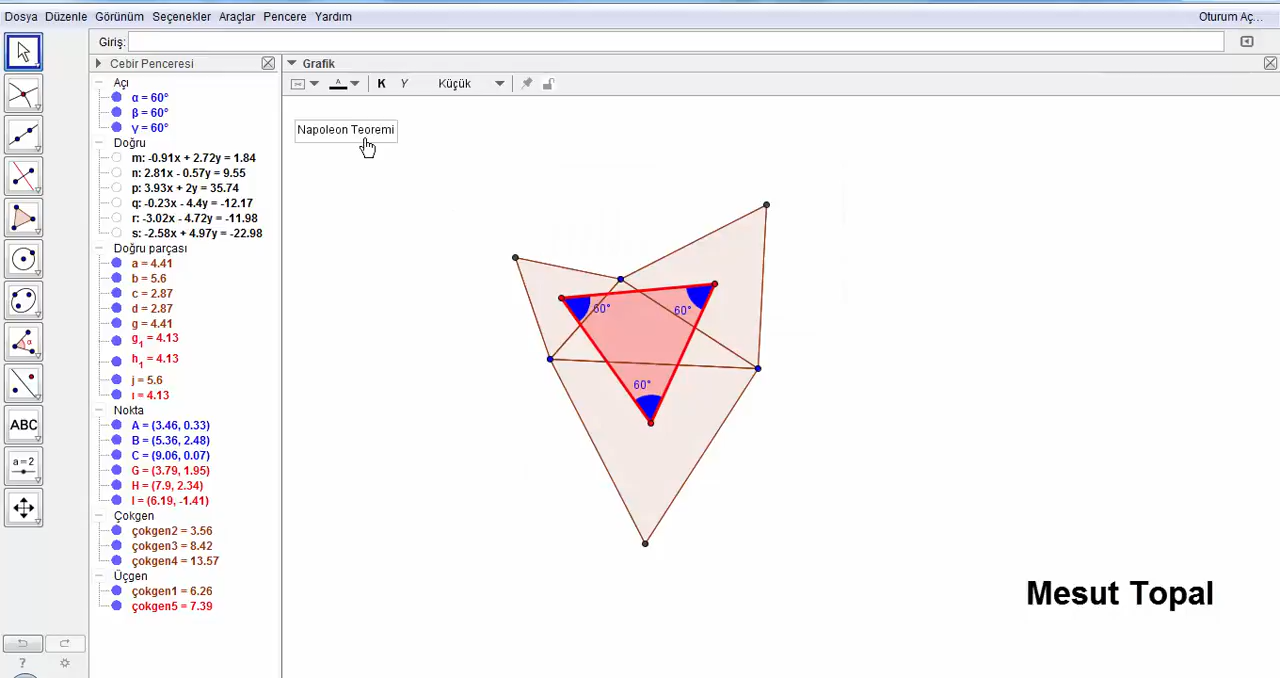 Dosya Düzenle Görünüm Seçenekler Araçlar Pencere Yardım Oturum Aç...
Giriş:
Cebir Penceresi
Grafik
K Y Küçük
Açı
α = 60°
β = 60°
γ = 60°
Doğru
m: -0.91x + 2.72y = 1.84
n: 2.81x - 0.57y = 9.55
p: 3.93x + 2y = 35.74
q: -0.23x - 4.4y = -12.17
r: -3.02x - 4.72y = -11.98
s: -2.58x + 4.97y = -22.98
Doğru parçası
a = 4.41
b = 5.6
c = 2.87
d = 2.87
g = 4.41
g1 = 4.13
h1 = 4.13
j = 5.6
ı = 4.13
Nokta
A = (3.46, 0.33)
B = (5.36, 2.48)
C = (9.06, 0.07)
G = (3.79, 1.95)
H = (7.9, 2.34)
I = (6.19, -1.41)
Çokgen
çokgen2 = 3.56
çokgen3 = 8.42
çokgen4 = 13.57
Üçgen
çokgen1 = 6.26
çokgen5 = 7.39
α
ABC
a = 2
?
Napoleon Teoremi
60°
60°
60°
Mesut Topal